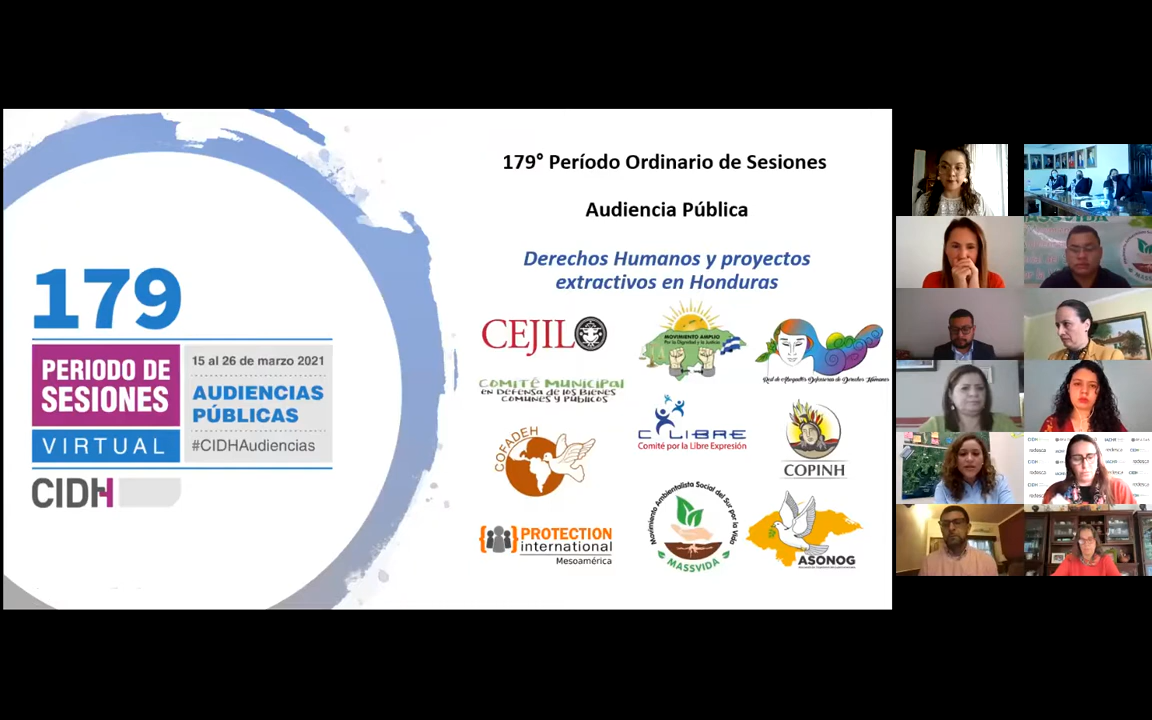 179° Período Ordinario de Sesiones
Audiencia Pública
Derechos Humanos y proyectos
extractivos en Honduras
179
PERIODO DE
SESIONES
VIRTUAL
15 al 26 de marzo 2021
AUDIENCIAS
PÚBLICAS
#CIDHAudiencias
CIDH
CEJIL
MOVIMIENTO AMPLIO
Por la Dignidad y la Justicia
Red de Abogadas Defensoras de Derechos Humanos
COMITÉ MUNICIPAL
EN DEFENSA DE LOS BIENES
COMUNES Y PÚBLICOS
COFADEH
C LIBRE
Comité por la Libre Expresión
COPINH
PROTECTION
international
Mesoamérica
Movimiento Ambientalista Social del Sur por la Vida
MASSVIDA
ASONOG
MASSVIDA
CIDH
redesca